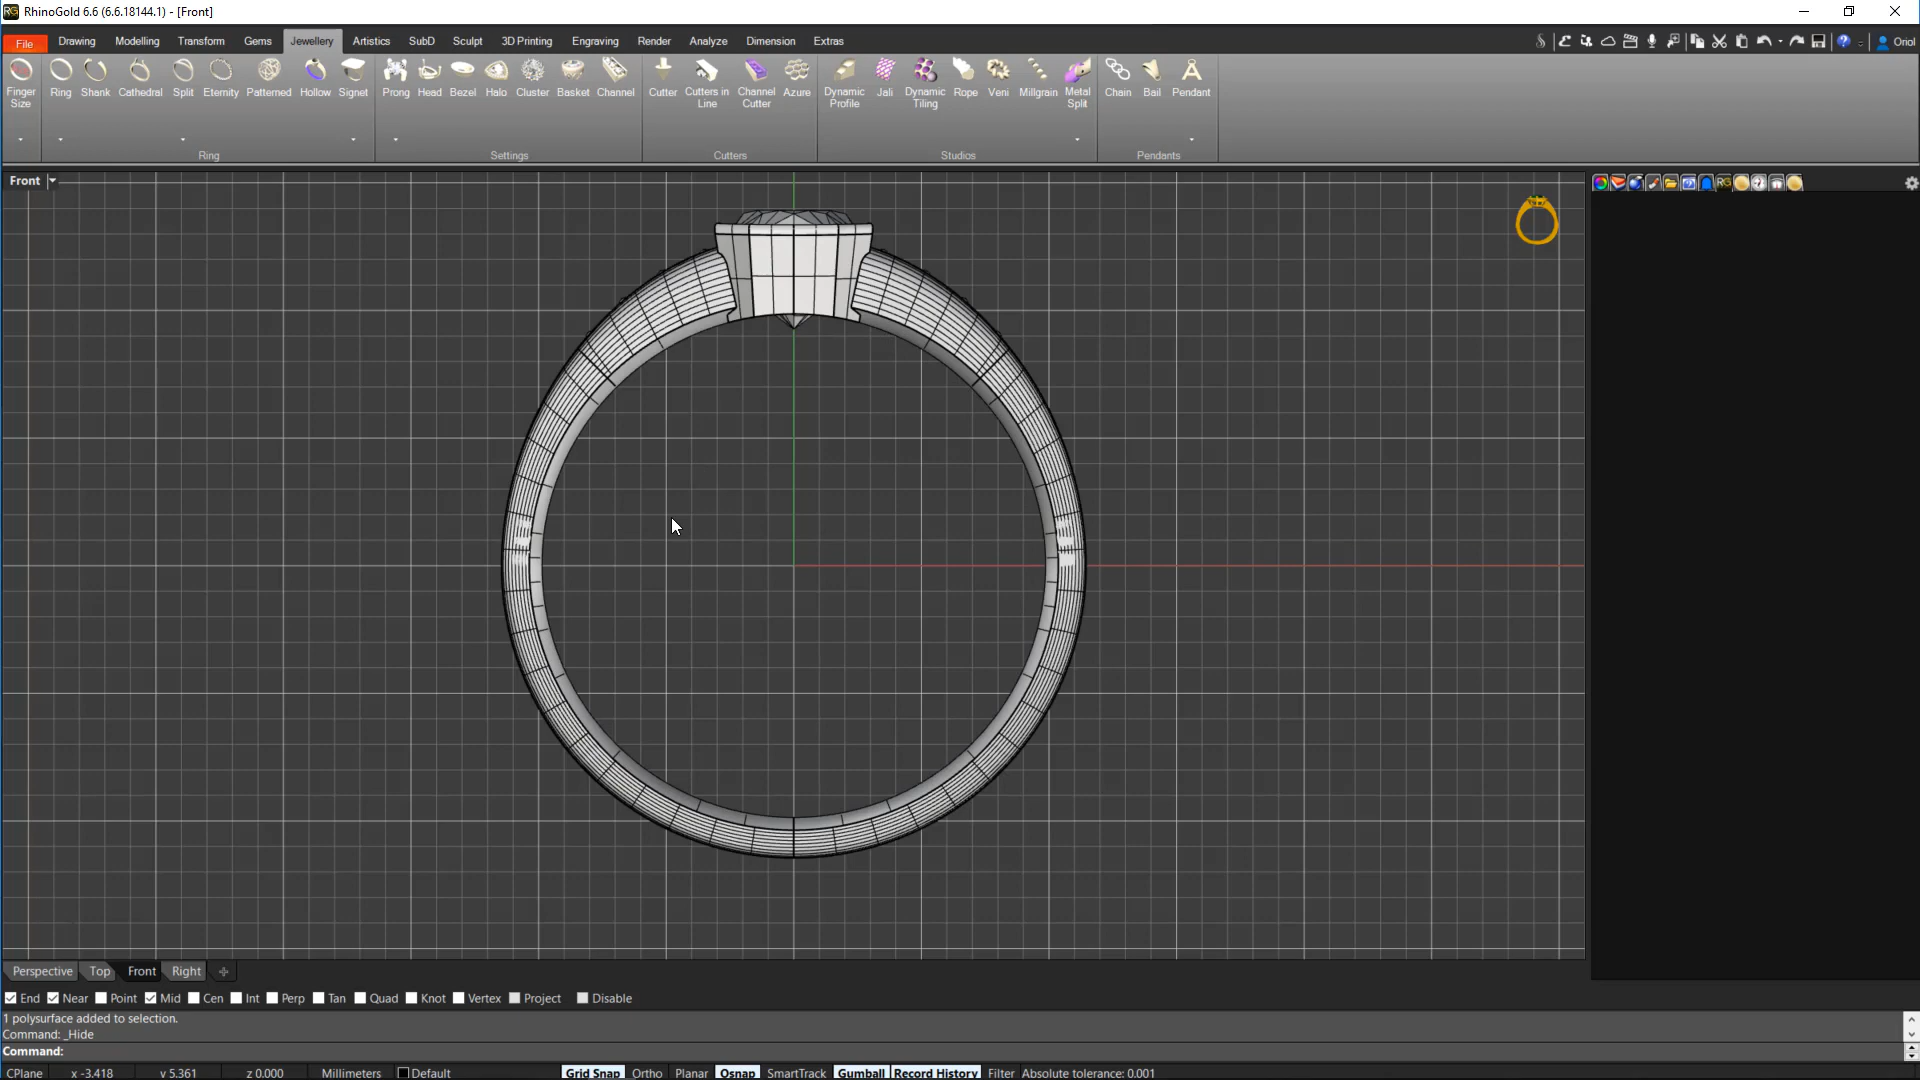 RhinoGold 6.6 (6.6.18144.1) - [Front]
File Drawing Modelling Transform Gems Jewellery Artistics SubD Sculpt 3D Printing Engraving Render Analyze Dimension Extras Oriol
Finger Size Ring Shank Cathedral Split Eternity Patterned Hollow Signet Prong Head Bezel Halo Cluster Basket Channel Cutter Cutters in Line Channel Cutter Azure Dynamic Profile Jali Dynamic Tiling Rope Veni Millgrain Metal Split Chain Bail Pendant
Ring Settings Cutters Studios Pendants
Front
Perspective Top Front Right
End Near Point Mid Cen Int Perp Tan Quad Knot Vertex Project Disable
1 polysurface added to selection.
Command: _Hide
Command:
CPlane x -3.418 y 5.361 z 0.000 Millimeters Default Grid Snap Ortho Planar Osnap SmartTrack Gumball Record History Filter Absolute tolerance: 0.001